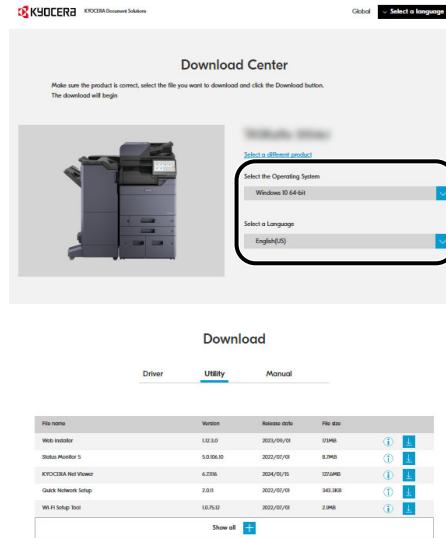 KYOCERA KYOCERA Document Solutions Global Select a language
Download Center
Make sure the product is correct, select the file you want to download and click the Download button.
The download will begin
Select a different product
Select the Operating System
Windows 10 64-bit
Select a Language
English(US)
Download
Driver Utility Manual
File name Version Release date File size
Web Installer 1.12.5.0 2023/09/01 17.1MB
Status Monitor 5 5.0.106.10 2022/07/01 8.7MB
KYOCERA Net Viewer 2024/01/15 127.6MB
Quick Network Setup 2.0.11 2022/07/01 343.3KB
Wi-Fi Setup Tool 1.0.75.12 2022/07/01 2.9MB
Show all